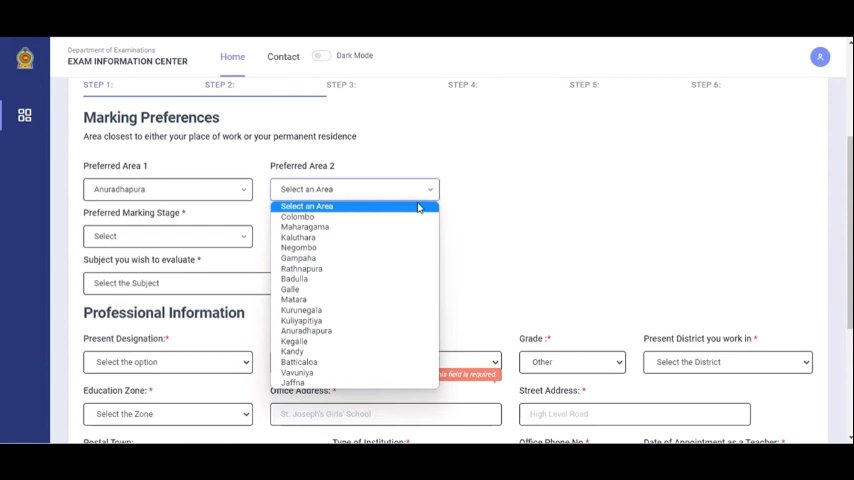 Department of Examinations
EXAM INFORMATION CENTER
Home
Contact
Dark Mode
STEP 1:
STEP 2:
STEP 3:
STEP 4:
STEP 5:
STEP 6:
Marking Preferences
Area closest to either your place of work or your permanent residence
Preferred Area 1
Preferred Area 2
Anuradhapura
Select an Area
Select an Area
Colombo
Maharagama
Kaluthara
Negombo
Gampaha
Rathnapura
Badulla
Galle
Matara
Kurunegala
Kuliyapitiya
Anuradhapura
Kegalle
Kandy
Batticaloa
Vavuniya
Jaffna
Preferred Marking Stage *
Select
Subject you wish to evaluate *
Select the Subject
Professional Information
Present Designation:*
Grade :*
Present District you work in *
Select the option
Other
Select the District
field is required.
Education Zone: *
Office Address: *
Street Address: *
Select the Zone
St. Joseph's Girls' School
High Level Road
Postal Town:
Type of Institution:*
Office Phone No *
Date of Appointment as a Teacher: *